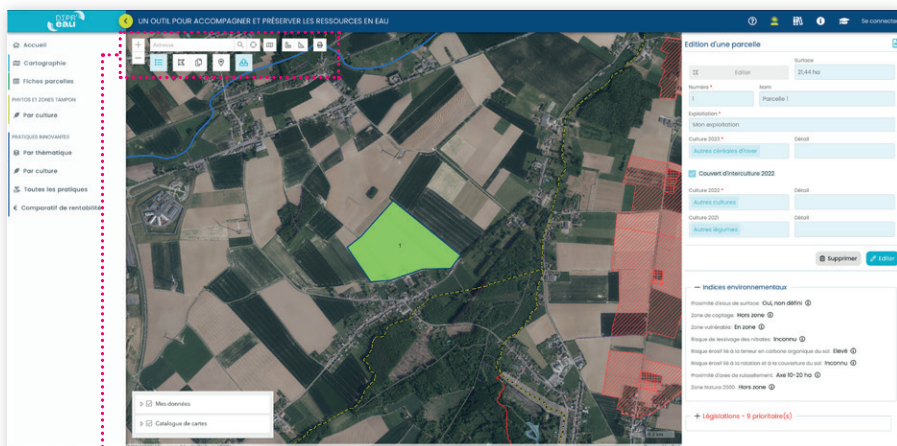 DIPR'
eau
UN OUTIL POUR ACCOMPAGNER ET PRÉSERVER LES RESSOURCES EN EAU
Se connecte
Accueil
Cartographie
Fiches parcelles
PHYTOS ET ZONES TAMPON
Par culture
PRATIQUES INNOVANTES
Par thématique
Par culture
Toutes les pratiques
Comparatif de rentabilité
Adresse
1
Mes données
Catalogue de cartes
Edition d'une parcelle
Surface
Editer
21,44 ha
Numéro *
Nom
1
Parcelle 1
Exploitation *
Mon exploitation
Culture 2023 *
Détail
Autres céréales d'hiver
Couvert d'interculture 2022
Culture 2022 *
Détail
Autres cultures
Culture 2021
Détail
Autres légumes
Supprimer
Editer
Indices environnementaux
Proximité d'eaux de surface: Oui, non défini
Zone de captage: Hors zone
Zone vulnérable: En zone
Risque de lessivage des nitrates: Inconnu
Risque érosif lié à la teneur en carbone organique du sol: Elevé
Risque érosif lié à la rotation et à la couverture du sol: Inconnu
Proximité d'axes de ruissellement: Axe 10-20 ha
Zone Natura 2000: Hors zone
+ Législations - 9 prioritaire(s)